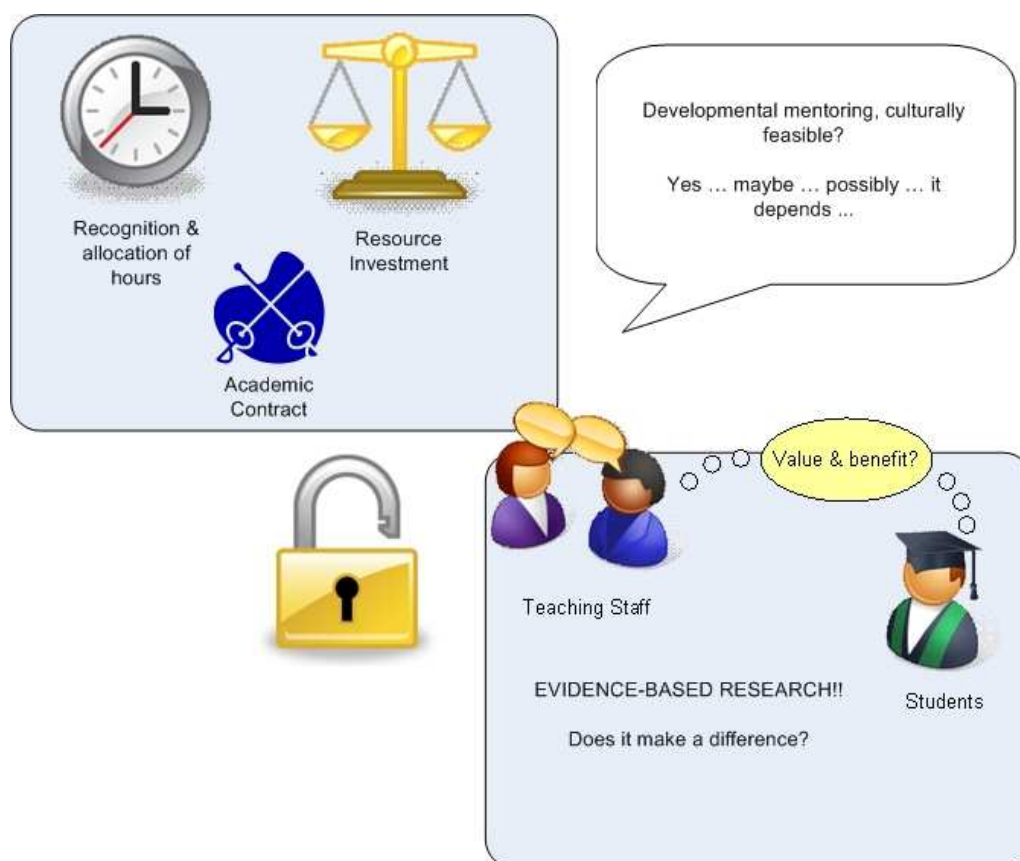 Recognition &
allocation of
hours
Resource
Investment
Academic
Contract
Developmental mentoring, culturally
feasible?
Yes … maybe … possibly … it
depends ...
Value & benefit?
Teaching Staff
Students
EVIDENCE-BASED RESEARCH!!
Does it make a difference?